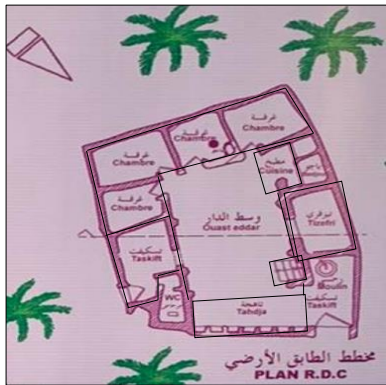 غرفة
Chambre
غرفة
Chambre
غرفة
Chambre
مطبخ
Cuisine
غرفة
Chambre
وسط الدار
Ouast eddar
تيزفري
Tizefri
تسكيفت
Taskift
WC
Moulin
تسكيفت
Taskift
Tahdja
مخطط الطابق الأرضي
PLAN R.D.C